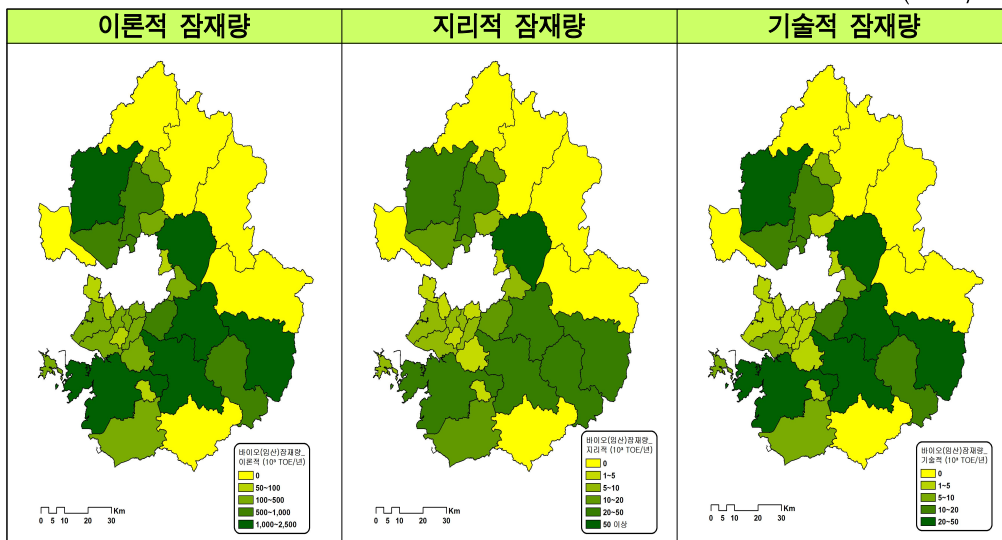 이론적 잠재량
지리적 잠재량
기술적 잠재량
바이오(임산)잠재량_
이론적 (10³ TOE/년)
0
50~100
100~500
500~1,000
1,000~2,500
Km
0 5 10 20 30
바이오(임산)잠재량_
지리적 (10³ TOE/년)
0
1~5
5~10
10~20
20~50
50 이상
Km
0 5 10 20 30
바이오(임산)잠재량_
기술적 (10³ TOE/년)
0
1~5
5~10
10~20
20~50
Km
0 5 10 20 30